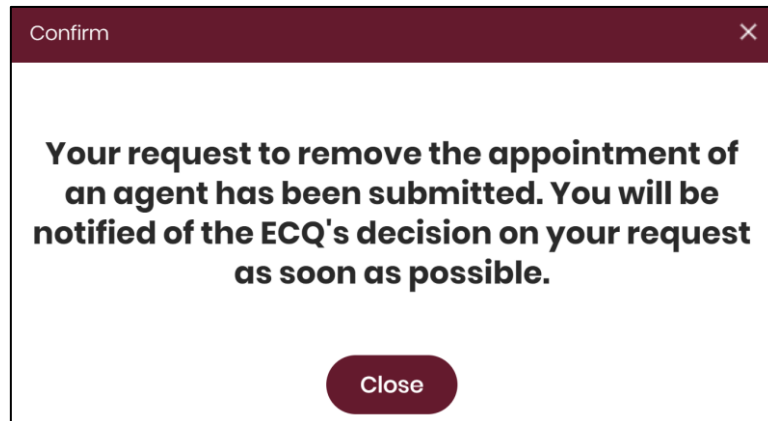 Confirm
Your request to remove the appointment of
an agent has been submitted. You will be
notified of the ECQ's decision on your request
as soon as possible.
Close